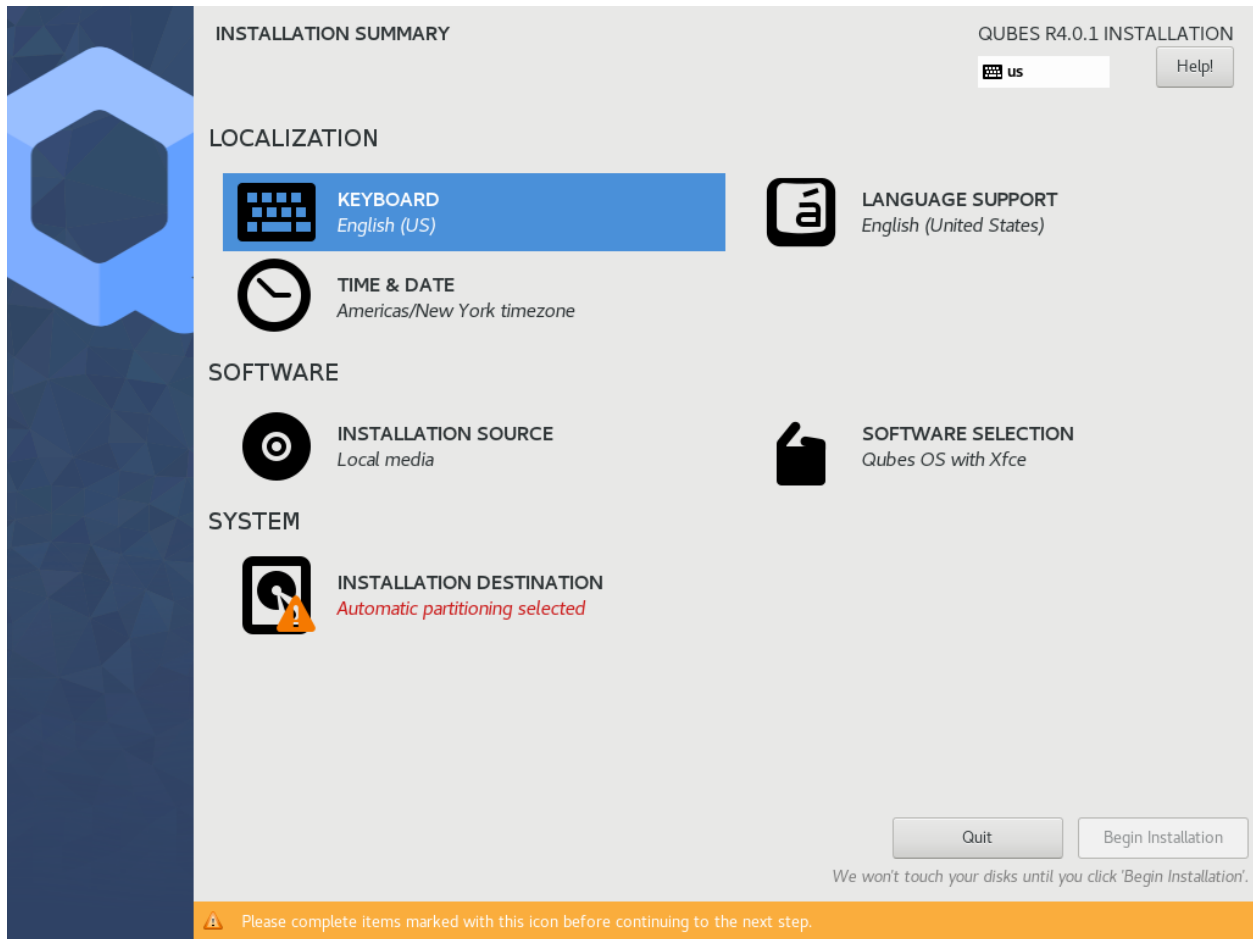 INSTALLATION SUMMARY
QUBES R4.0.1 INSTALLATION
us
Help!
LOCALIZATION
KEYBOARD
English (US)
á
LANGUAGE SUPPORT
English (United States)
TIME & DATE
Americas/New York timezone
SOFTWARE
INSTALLATION SOURCE
Local media
SOFTWARE SELECTION
Qubes OS with Xfce
SYSTEM
INSTALLATION DESTINATION
Automatic partitioning selected
Quit
Begin Installation
We won't touch your disks until you click 'Begin Installation'.
Please complete items marked with this icon before continuing to the next step.